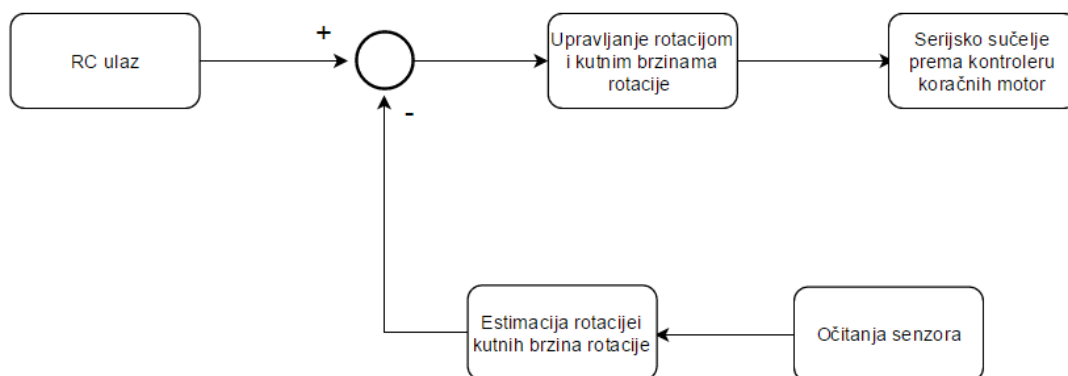 RC ulaz
+
-
Upravljanje rotacijom
i kutnim brzinama
rotacije
Serijsko sučelje
prema kontroleru
koračnih motor
Estimacija rotacijei
kutnih brzina rotacije
Očitanja senzora